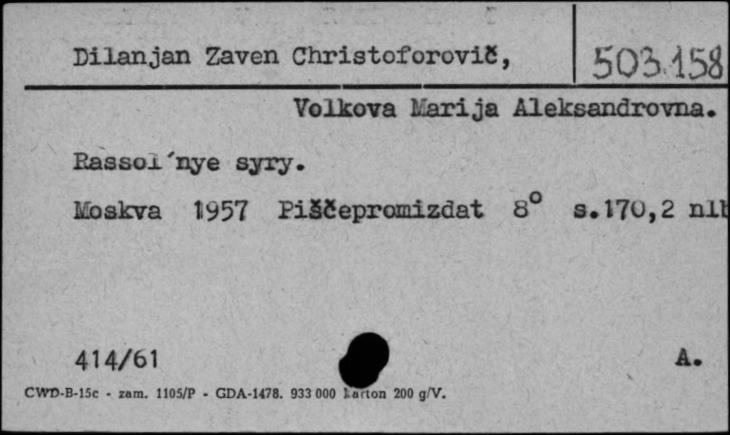 Dilanjan Zaven Christoforovič, 503.158
Volkova Marija Aleksandrovna.
Rassol´nye syry.
Moskva 1957 Piščepromizdat 8° s.170,2 nlb
414/61 A.
CWD-B-15c - zam. 1105/P - GDA-1478. 933 000 karton 200 g/V.